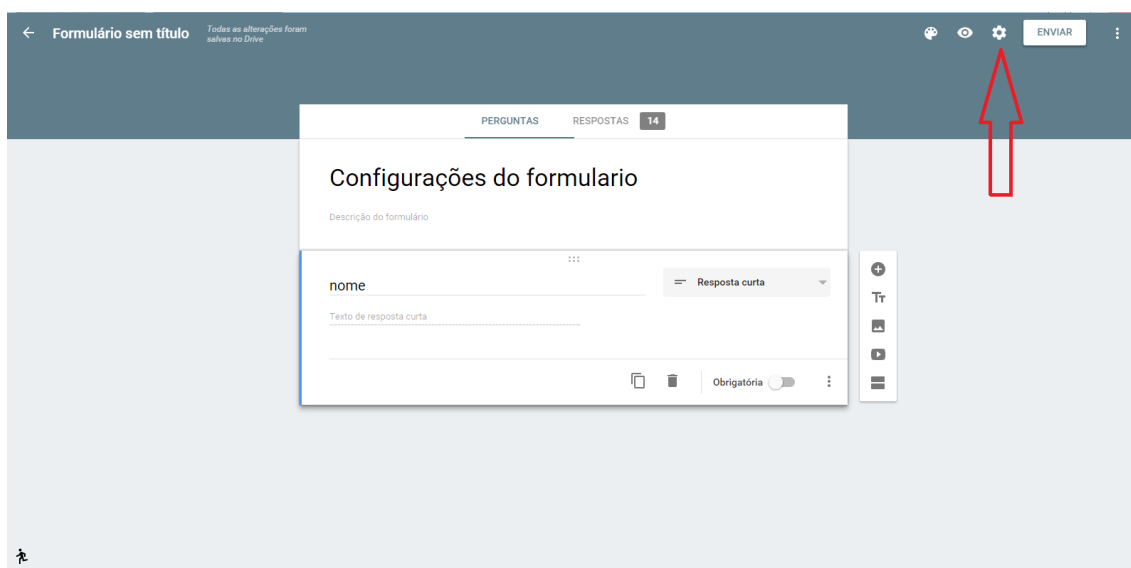 Formulário sem título
Todas as alterações foram
salvas no Drive
ENVIAR
PERGUNTAS RESPOSTAS 14
Configurações do formulario
Descrição do formulário
nome
Resposta curta
Texto de resposta curta
Obrigatória
Tт